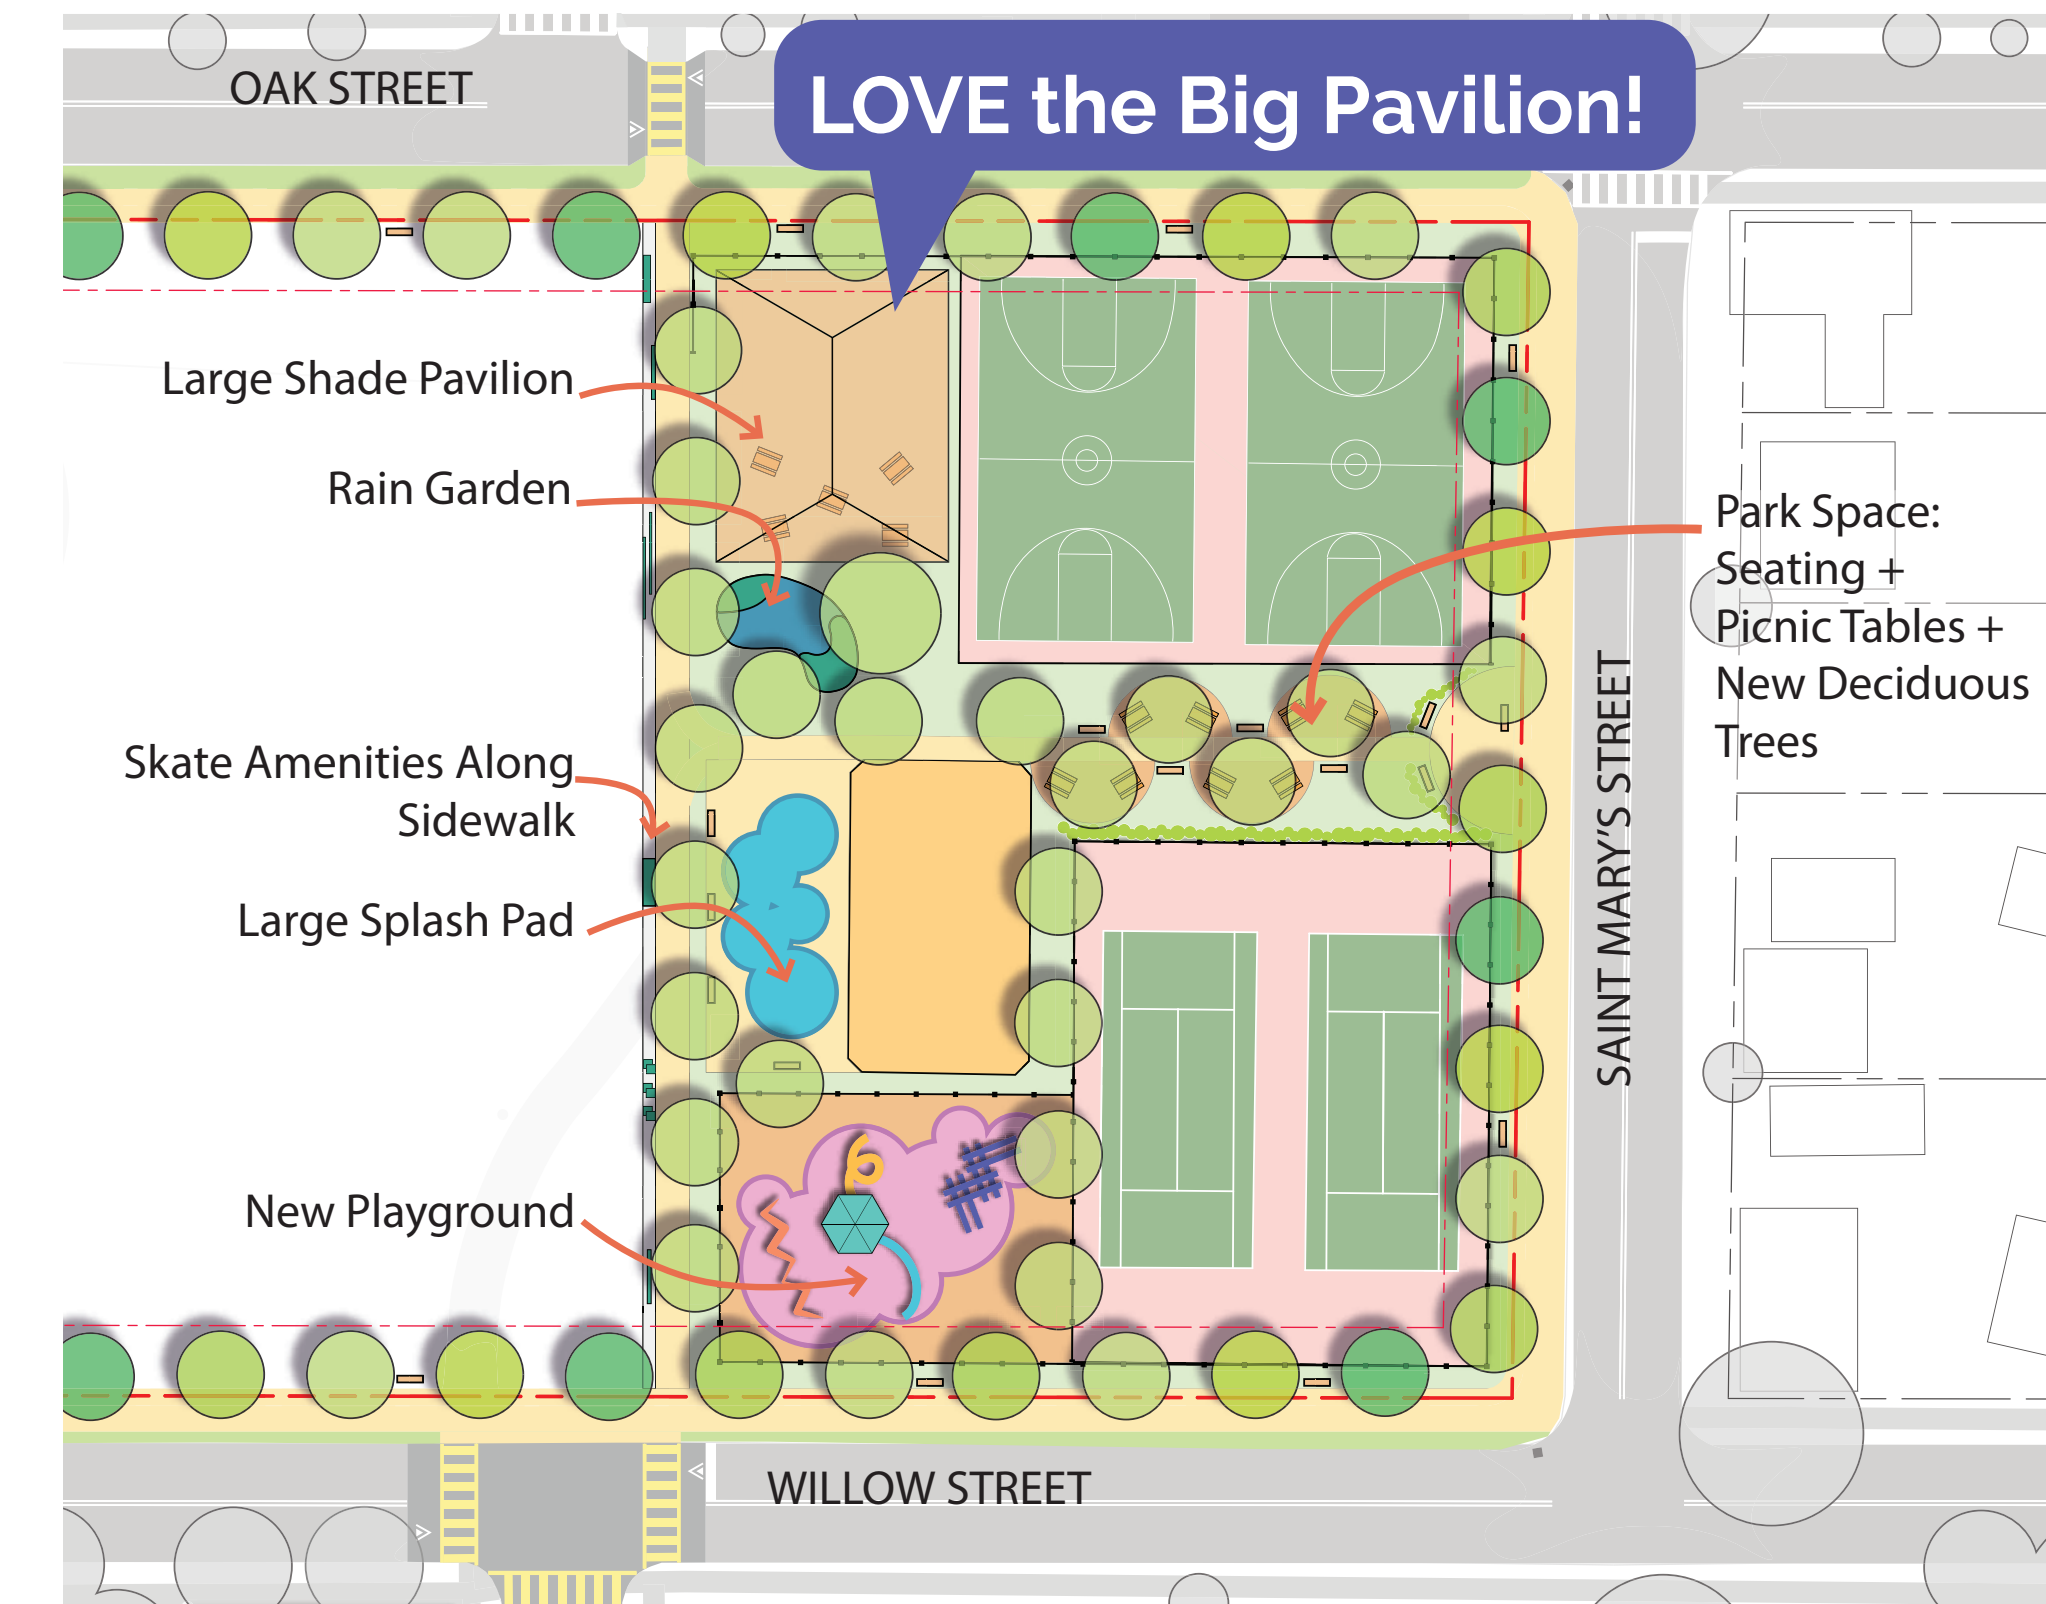 OAK STREET
LOVE the Big Pavilion!
Large Shade Pavilion
Rain Garden
Park Space:
Seating +
Picnic Tables +
New Deciduous
Trees
Skate Amenities Along
Sidewalk
Large Splash Pad
SAINT MARY'S STREET
New Playground
WILLOW STREET